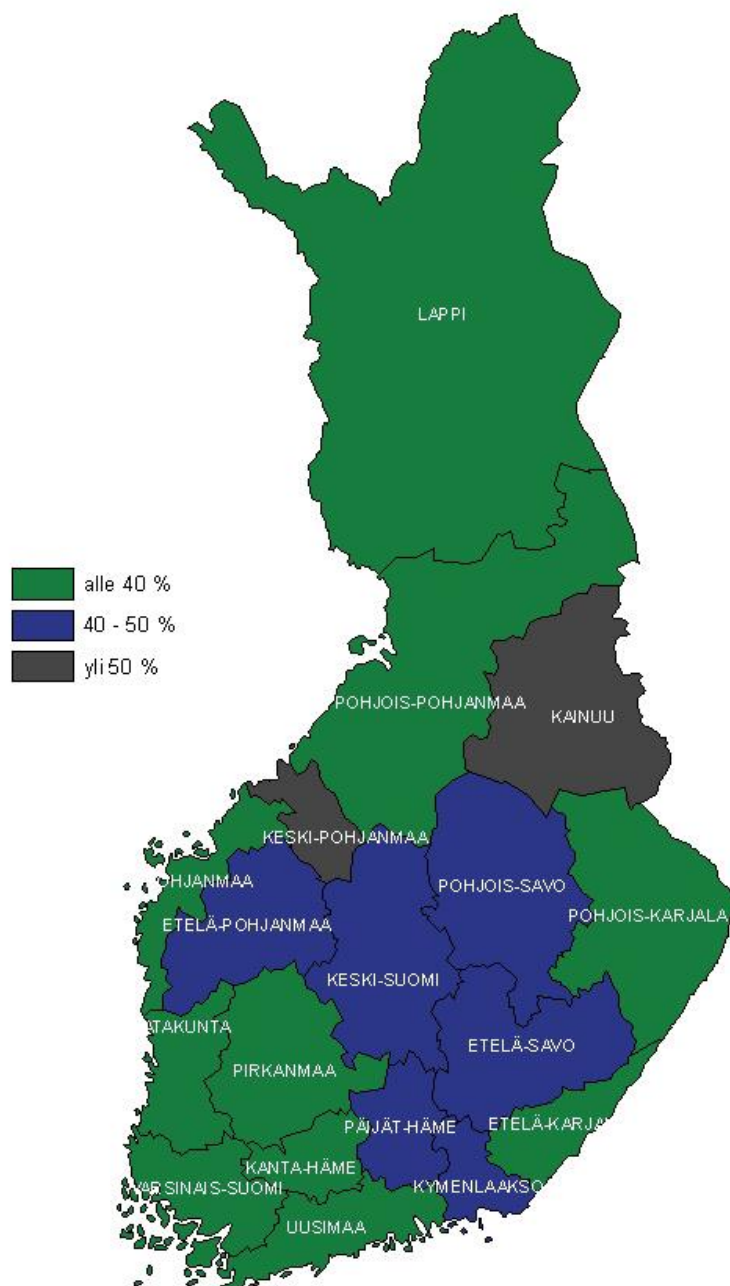 LAPPI
alle 40 %
40 - 50 %
yli 50 %
POHJOIS-POHJANMAA
KAINUU
KESKI-POHJANMAA
OHJANMAA
POHJOIS-SAVO
ETELÄ-POHJANMAA
POHJOIS-KARJALA
KESKI-SUOMI
ATAKUNTA
ETELÄ-SAVO
PIRKANMAA
PÄIJÄT-HÄME
ETELÄ-KARJA
KANTA-HÄME
VARSINAIS-SUOMI
KYMENLAAKSO
UUSIMAA